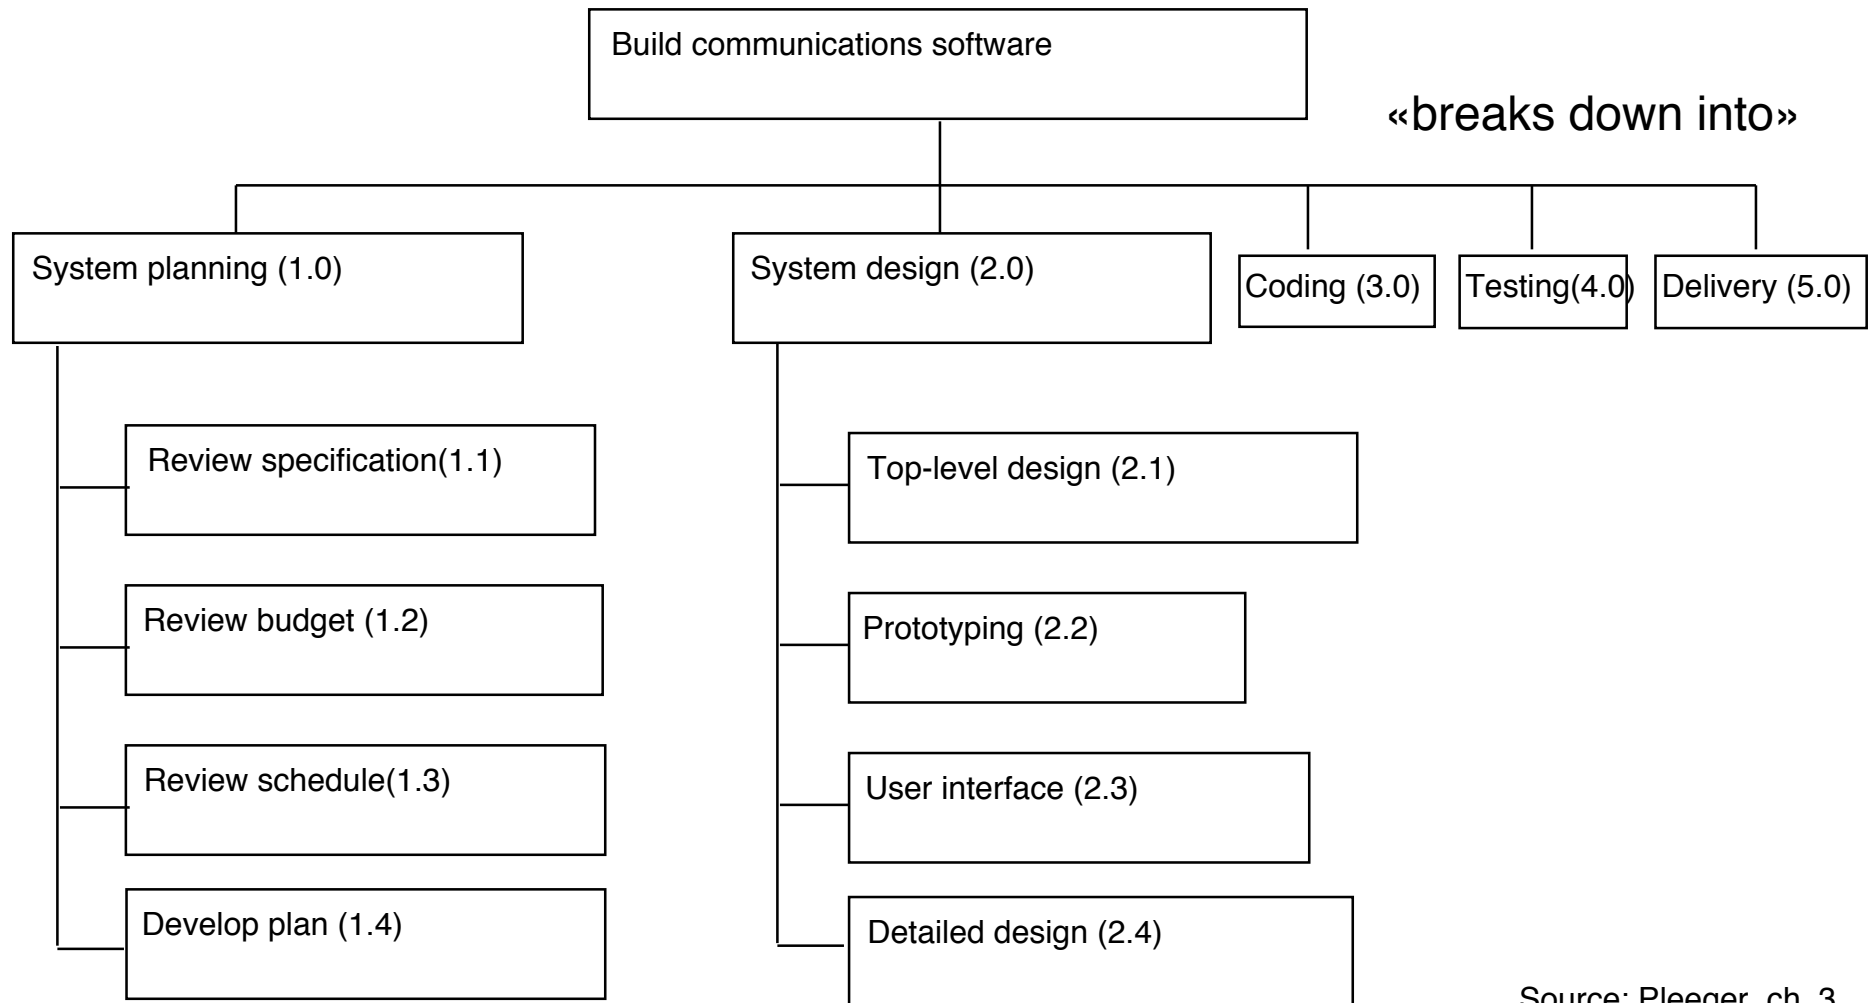 Build communications software
«breaks down into»
System planning (1.0)
System design (2.0)
Coding (3.0)
Testing(4.0)
Delivery (5.0)
Review specification(1.1)
Review budget (1.2)
Review schedule(1.3)
Develop plan (1.4)
Top-level design (2.1)
Prototyping (2.2)
User interface (2.3)
Detailed design (2.4)
Source: Pleeger, ch. 3